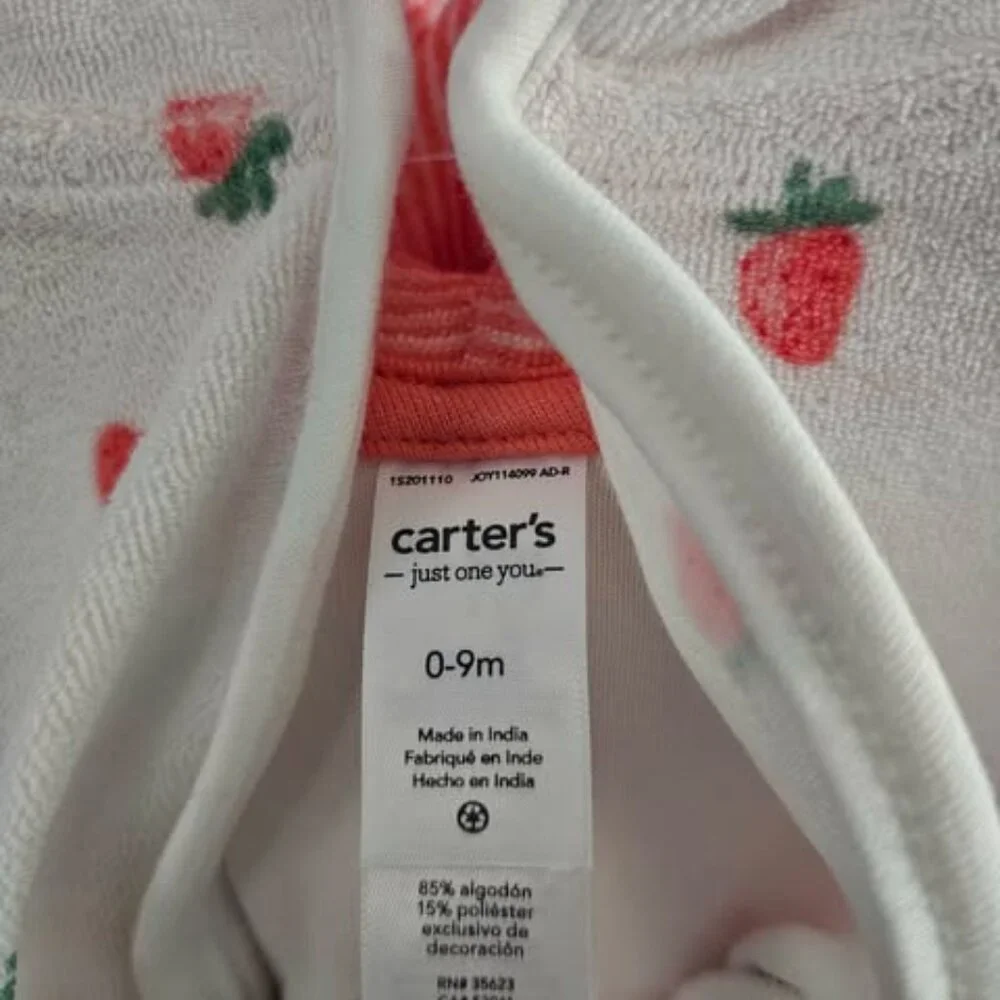 15201110 JOY114099 AD-R
carter's
— just one you® —
0-9m
Made in India
Fabriqué en Inde
Hecho en India
85% algodón
15% poliéster
exclusivo de
decoración
RN# 35623